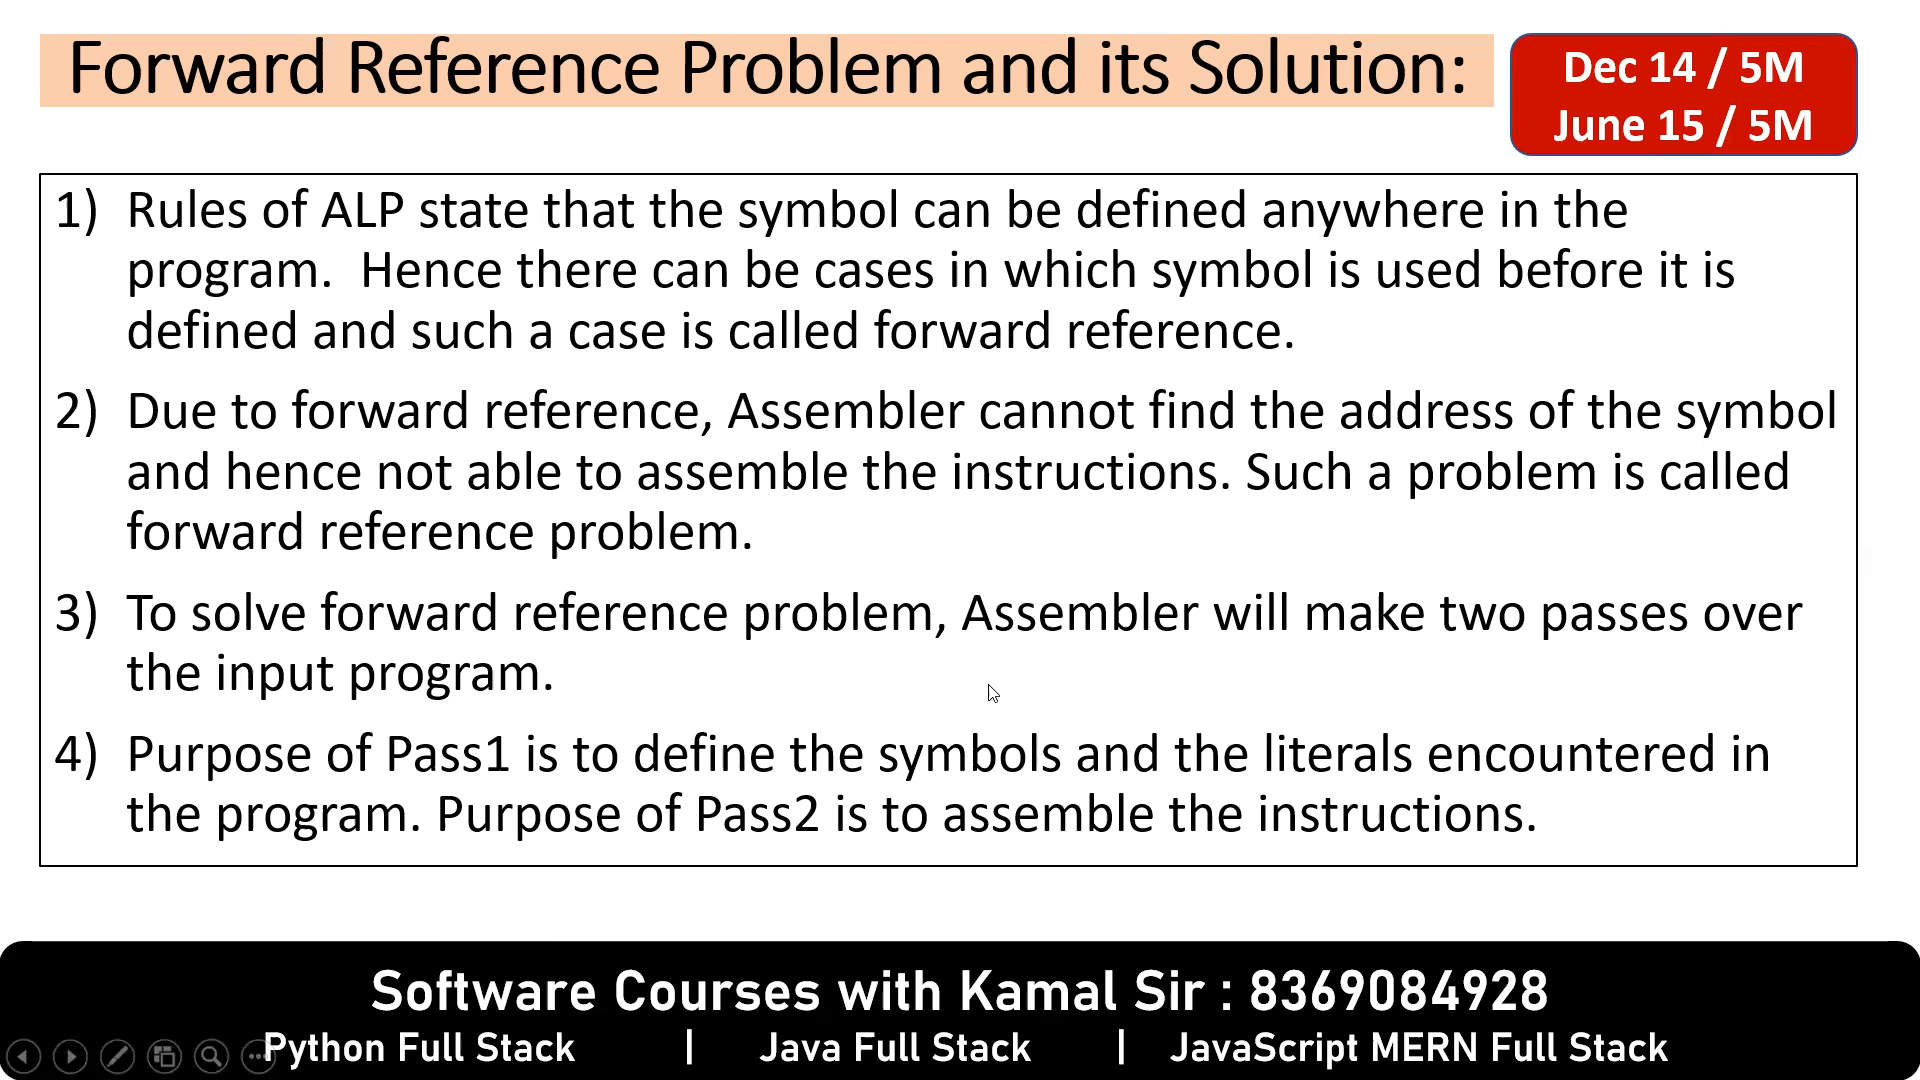 Forward Reference Problem and its Solution:
Dec 14 / 5M
June 15 / 5M
1) Rules of ALP state that the symbol can be defined anywhere in the
program.  Hence there can be cases in which symbol is used before it is
defined and such a case is called forward reference.
2) Due to forward reference, Assembler cannot find the address of the symbol
and hence not able to assemble the instructions. Such a problem is called
forward reference problem.
3) To solve forward reference problem, Assembler will make two passes over
the input program.
4) Purpose of Pass1 is to define the symbols and the literals encountered in
the program. Purpose of Pass2 is to assemble the instructions.
Software Courses with Kamal Sir : 8369084928
Python Full Stack | Java Full Stack | JavaScript MERN Full Stack